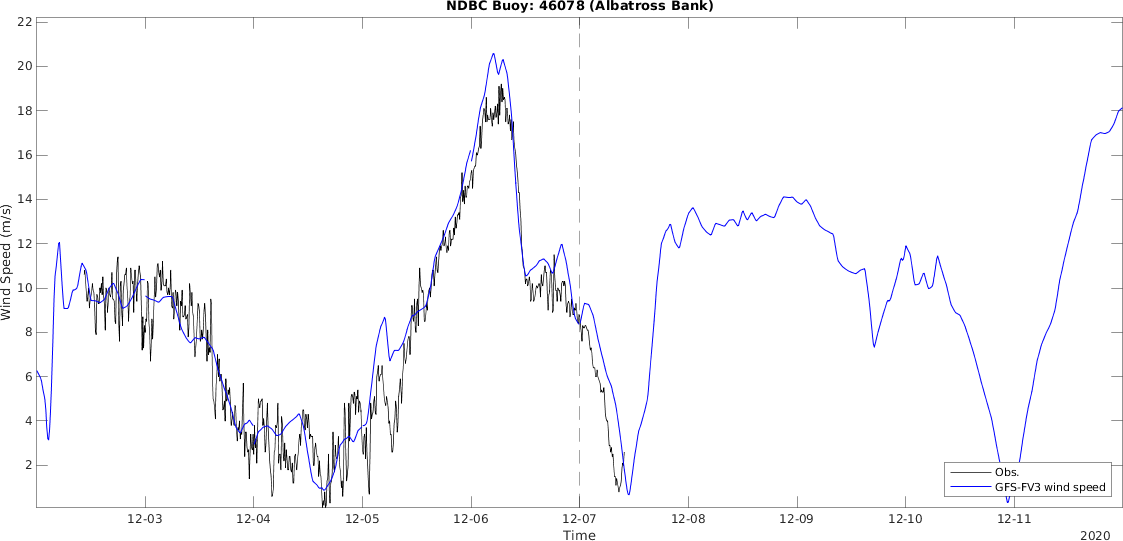 NDBC Buoy: 46078 (Albatross Bank)
22
20
18
16
14
12
10
8
6
4
2
Wind Speed (m/s)
Obs.
GFS-FV3 wind speed
12-03 12-04 12-05 12-06 12-07 12-08 12-09 12-10 12-11
Time
2020